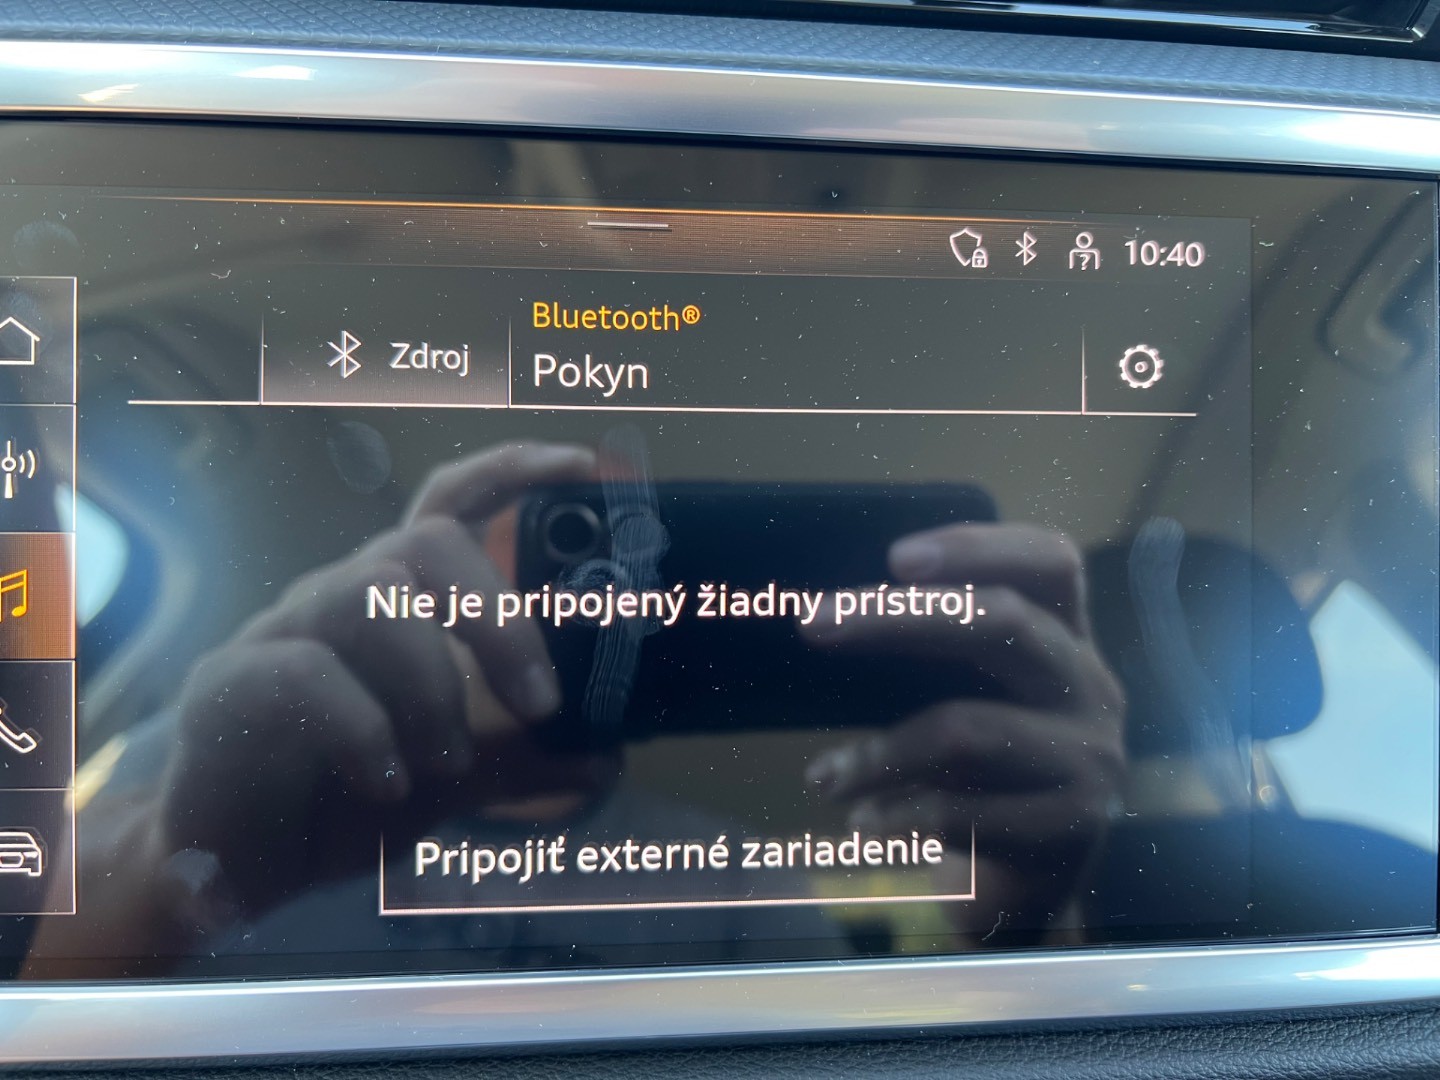 10:40
Zdroj
Bluetooth®
Pokyn
Nie je pripojený žiadny prístroj.
Pripojiť externé zariadenie